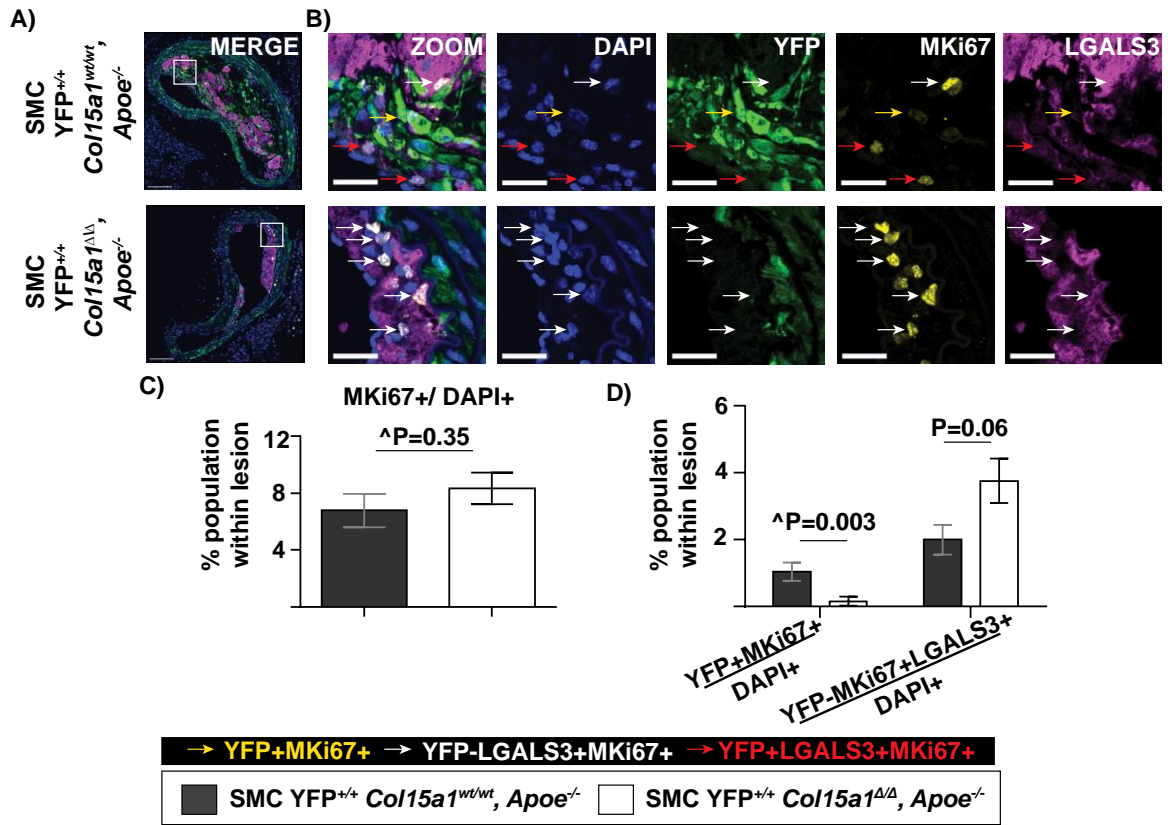 A)
B)
MERGE
ZOOM
DAPI
YFP
MKi67
LGALS3
SMC
YFP+/+
Col15a1wt/wt,
Apoe-/-
SMC
YFP+/+
Col15a1Δ\Δ,
Apoe-/-
C)
MKi67+/ DAPI+
% population
within lesion
12
8
4
^P=0.35
D)
% population
within lesion
6
4
2
^P=0.003
P=0.06
YFP+MKi67+
DAPI+
YFP-MKi67+LGALS3+
DAPI+
→ YFP+MKi67+ → YFP-LGALS3+MKi67+ → YFP+LGALS3+MKi67+
SMC YFP+/+ Col15a1wt/wt, Apoe-/- SMC YFP+/+ Col15a1Δ/Δ, Apoe-/-